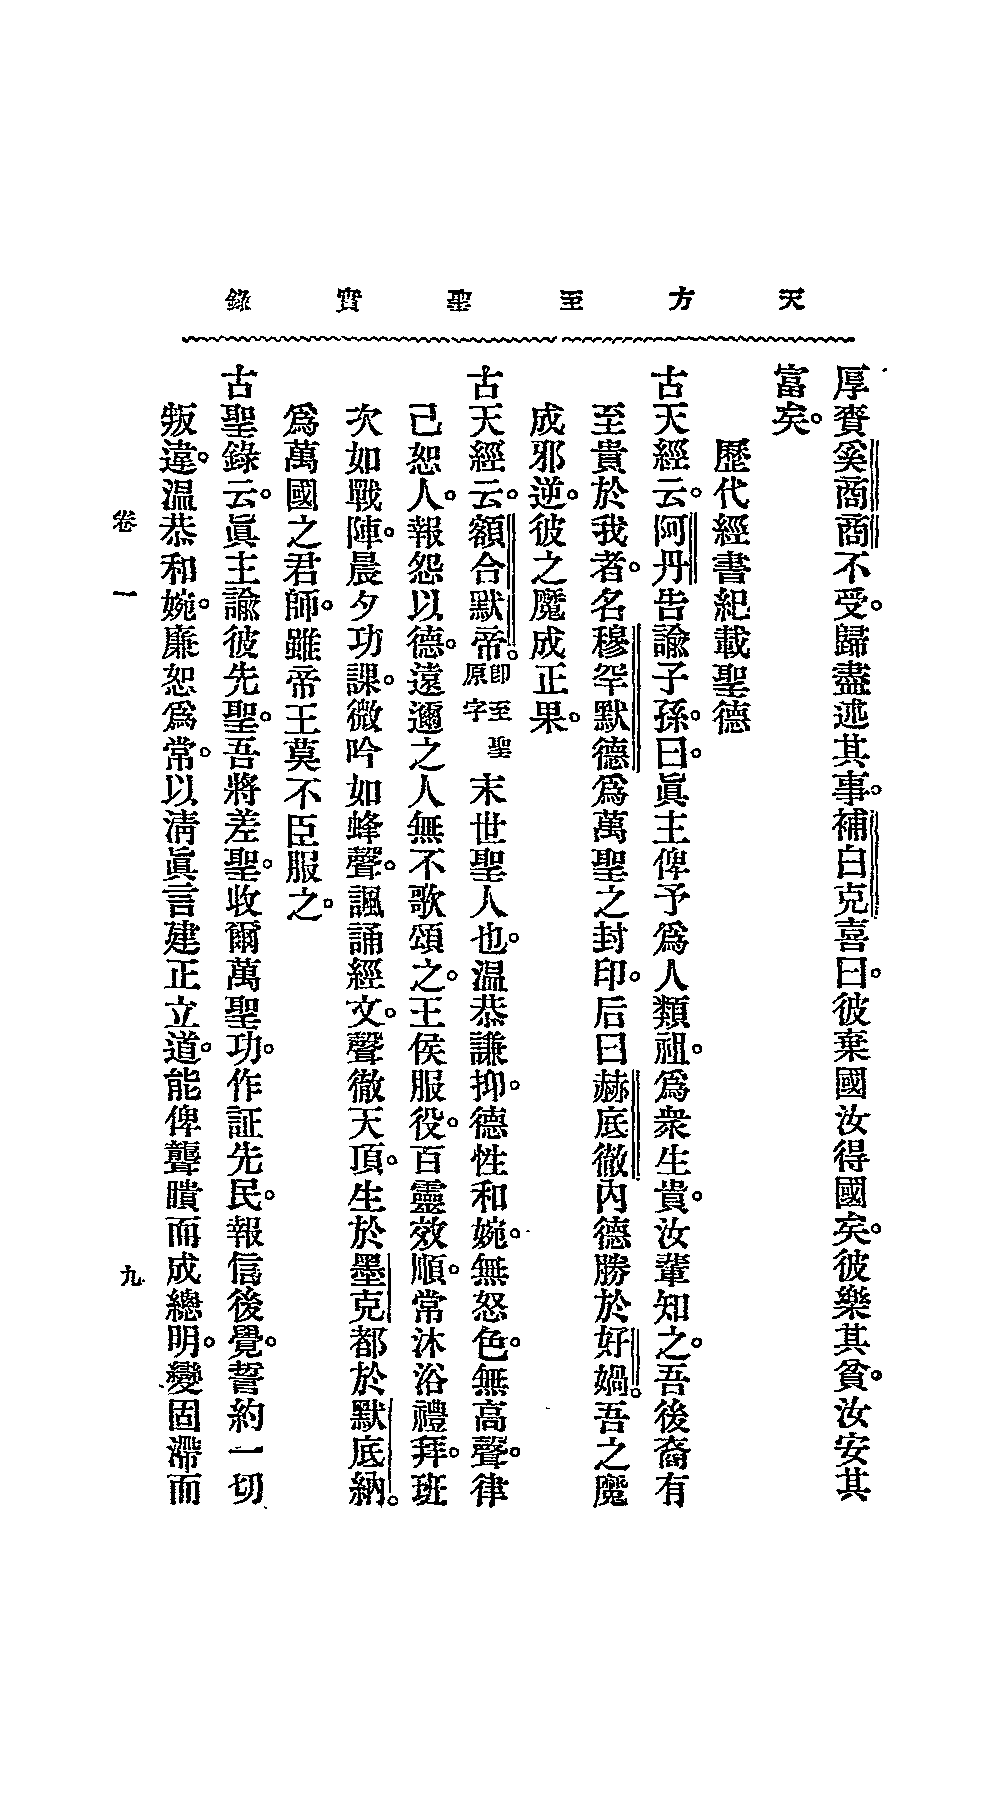 天方至聖實錄
厚賚奚商商不受。歸盡述其事。補白克喜曰。彼棄國汝得國矣。彼樂其貧。汝安其
富矣。
歷代經書紀載聖德
古天經云。阿丹告諭子孫曰。眞主俾予爲人類祖。爲衆生貴。汝輩知之。吾後裔有
至貴於我者。名穆罕默德爲萬聖之封印。后曰赫底徹內德勝於好媧。吾之魔
成邪逆。彼之魔成正果。
古天經云。額合默帝。卽至聖原字末世聖人也。温恭謙抑。德性和婉。無怒色。無高聲。律
己恕人。報怨以德。遠邇之人無不歌頌之。王侯服役。百靈效順。常沐浴禮拜。班
次如戰陣。晨夕功課。微吟如蜂聲。諷誦經文。聲徹天頂。生於墨克都於默底納。
爲萬國之君師。雖帝王莫不臣服之。
古聖錄云。眞主諭彼先聖。吾將差聖。收爾萬聖功。作証先民。報信後覺。誓約一切
叛違。温恭和婉。廉恕爲常。以淸眞言建正立道。能俾聾聵而成總明。變固滯而
卷一
九